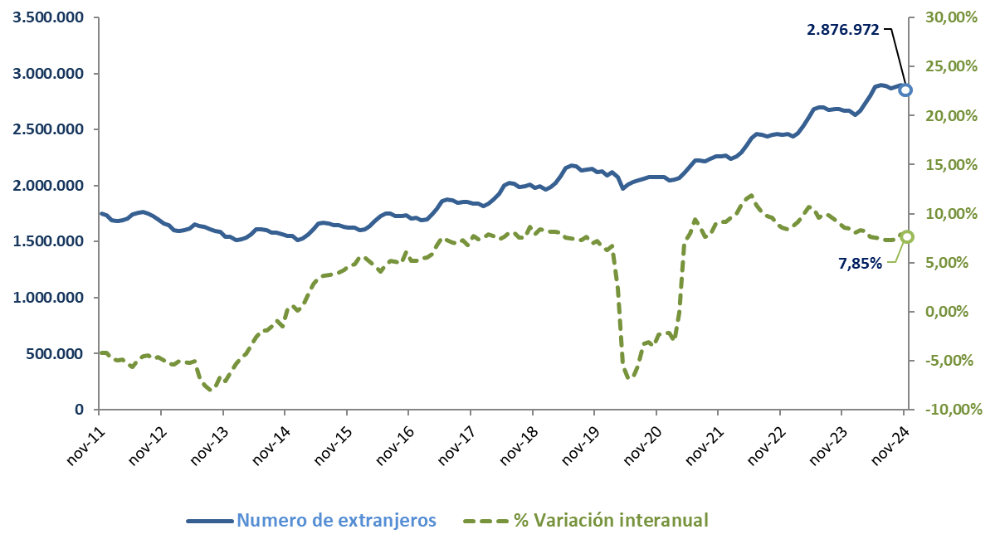 3.500.000
3.000.000
2.500.000
2.000.000
1.500.000
1.000.000
500.000
0
30,00%
25,00%
20,00%
15,00%
10,00%
5,00%
0,00%
-5,00%
-10,00%
2.876.972
7,85%
nov-11
nov-12
nov-13
nov-14
nov-15
nov-16
nov-17
nov-18
nov-19
nov-20
nov-21
nov-22
nov-23
nov-24
Numero de extranjeros
% Variación interanual